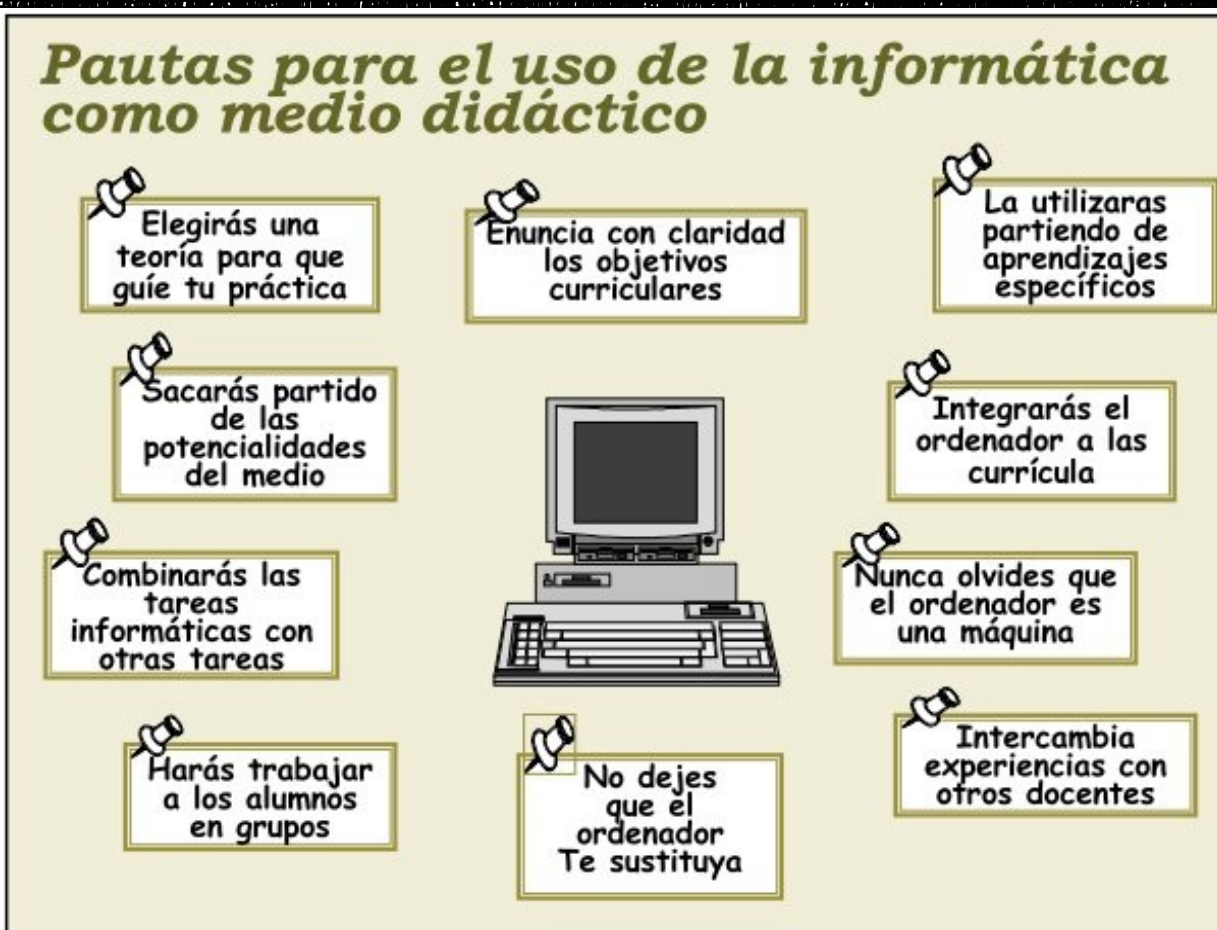 Pautas para el uso de la informática
como medio didáctico
Elegirás una
teoría para que
guíe tu práctica
Enuncia con claridad
los objetivos
curriculares
La utilizaras
partiendo de
aprendizajes
específicos
Sacarás partido
de las
potencialidades
del medio
Integrarás el
ordenador a las
currícula
Combinarás las
tareas
informáticas con
otras tareas
Nunca olvides que
el ordenador es
una máquina
Harás trabajar
a los alumnos
en grupos
No dejes
que el
ordenador
Te sustituya
Intercambia
experiencias con
otros docentes